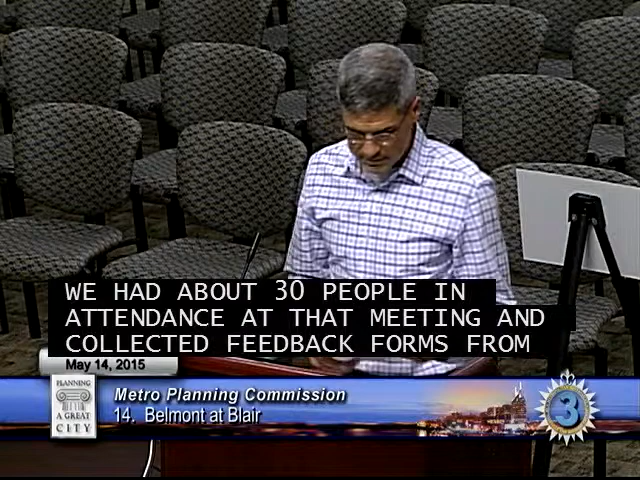 WE HAD ABOUT 30 PEOPLE IN
ATTENDANCE AT THAT MEETING AND
COLLECTED FEEDBACK FORMS FROM
May 14, 2015
PLANNING
A GREAT
CITY
Metro Planning Commission
14. Belmont at Blair
3